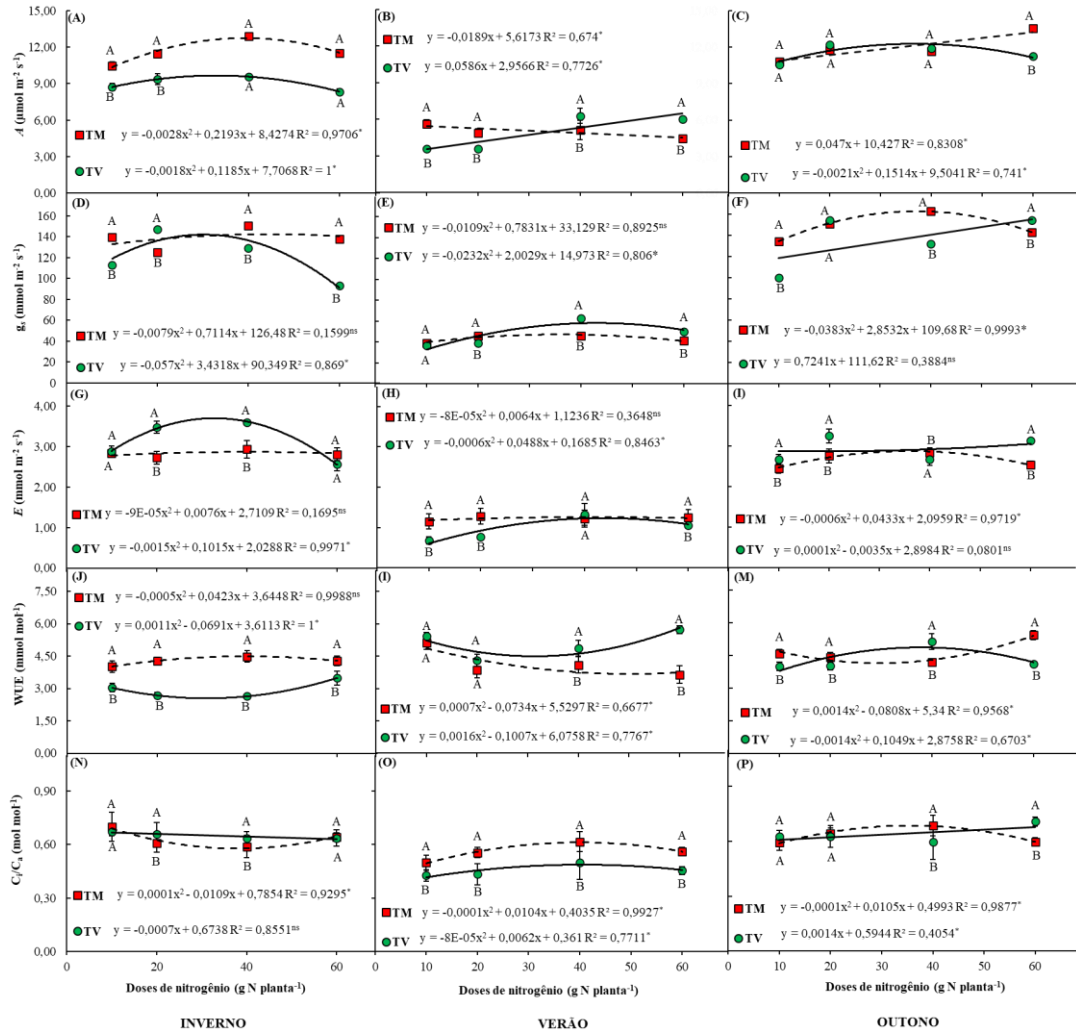 (A)
A (µmol m⁻² s⁻¹)
15,00
12,00
9,00
6,00
3,00
0,00
A A A A
B B A A
TM y = -0,0028x² + 0,2193x + 8,4274 R² = 0,9706*
TV y = -0,0018x² + 0,1185x + 7,7068 R² = 1*
(B)
TM y = -0,0189x + 5,6173 R² = 0,674*
TV y = 0,0586x + 2,9566 R² = 0,7726*
A A A A
B B B B
(C)
A A A A
A A A B
TM y = 0,047x + 10,427 R² = 0,8308*
TV y = -0,0021x² + 0,1514x + 9,5041 R² = 0,741*
(D)
gs (mmol m⁻² s⁻¹)
160
140
120
100
80
60
40
20
0
A A A A
B B B B
TM y = -0,0079x² + 0,7114x + 126,48 R² = 0,1599ns
TV y = -0,057x² + 3,4318x + 90,349 R² = 0,869*
(E)
TM y = -0,0109x² + 0,7831x + 33,129 R² = 0,8925ns
TV y = -0,0232x² + 2,0029x + 14,973 R² = 0,806*
A A A A
A B B B
(F)
A A A A
B B B
TM y = -0,0383x² + 2,8532x + 109,68 R² = 0,9993*
TV y = 0,7241x + 111,62 R² = 0,3884ns
(G)
E (mmol m⁻² s⁻¹)
4,00
3,00
2,00
1,00
0,00
A A A A
A B B A
TM y = -9E-05x² + 0,0076x + 2,7109 R² = 0,1695ns
TV y = -0,0015x² + 0,1015x + 2,0288 R² = 0,9971*
(H)
TM y = -8E-05x² + 0,0064x + 1,1236 R² = 0,3648ns
TV y = -0,0006x² + 0,0488x + 0,1685 R² = 0,8463*
A A A A
B B A B
(I)
A A B A
B B A B
TM y = -0,0006x² + 0,0433x + 2,0959 R² = 0,9719*
TV y = 0,0001x² - 0,0035x + 2,8984 R² = 0,0801ns
(J)
WUE (mmol mol⁻¹)
7,50
6,00
4,50
3,00
1,50
0,00
TM y = -0,0005x² + 0,0423x + 3,6448 R² = 0,9988ns
TV y = 0,0011x² - 0,0691x + 3,6113 R² = 1*
A A A A
B B B B
(I)
A A A A
A A B B
TM y = 0,0007x² - 0,0734x + 5,5297 R² = 0,6677*
TV y = 0,0016x² - 0,1007x + 6,0758 R² = 0,7767*
(M)
A A A A
B B B B
TM y = 0,0014x² - 0,0808x + 5,34 R² = 0,9568*
TV y = -0,0014x² + 0,1049x + 2,8758 R² = 0,6703*
(N)
Ci/Ca (mol mol⁻¹)
0,90
0,60
0,30
0,00
A A A A
A B B A
TM y = 0,0001x² - 0,0109x + 0,7854 R² = 0,9295*
TV y = -0,0007x + 0,6738 R² = 0,8551ns
(O)
A A A A
B B B B
TM y = -0,0001x² + 0,0104x + 0,4035 R² = 0,9927*
TV y = -8E-05x² + 0,0062x + 0,361 R² = 0,7711*
(P)
A A A A
A A B B
TM y = -0,0001x² + 0,0105x + 0,4993 R² = 0,9877*
TV y = 0,0014x + 0,5944 R² = 0,4054*
0 20 40 60
0 10 20 30 40 50 60
0 10 20 30 40 50 60
Doses de nitrogênio (g N planta⁻¹)
Doses de nitrogênio (g N planta⁻¹)
Doses de nitrogênio (g N planta⁻¹)
INVERNO
VERÃO
OUTONO